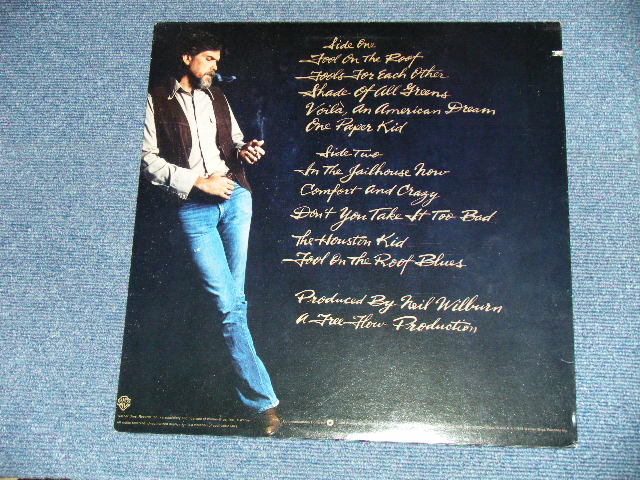 Side One
Fool On The Roof
Fools For Each Other
Shade Of All Greens
Voilà, An American Dream
One Paper Kid
Side Two
In The Jailhouse Now
Comfort And Crazy
Don't You Take It Too Bad
The Houston Kid
Fool On The Roof Blues
Produced By Neil Wilburn
A Free Flow Production